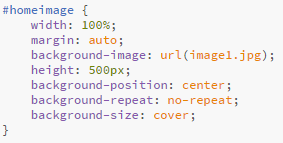 #homeimage {
    width: 100%;
    margin: auto;
    background-image: url(image1.jpg);
    height: 500px;
    background-position: center;
    background-repeat: no-repeat;
    background-size: cover;
}